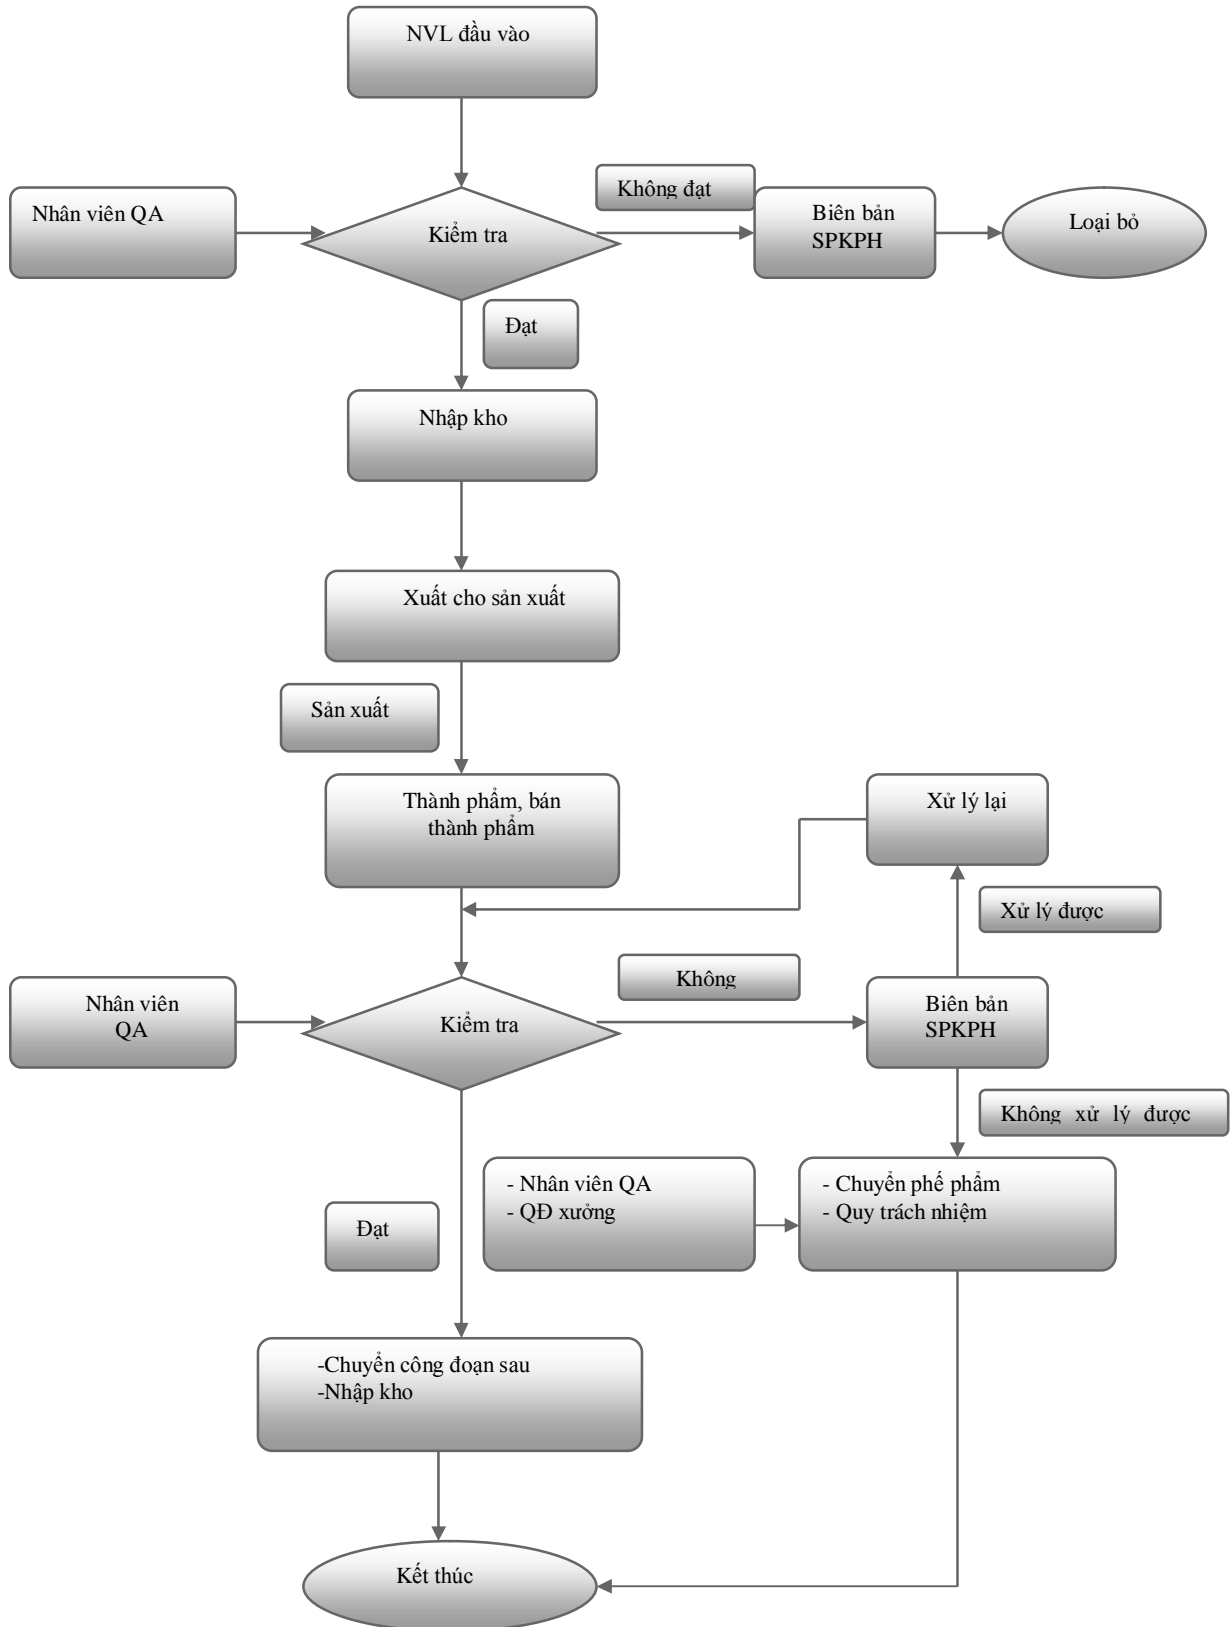 NVL đầu vào
Không đạt
Nhân viên QA
Kiểm tra
Biên bản
SPKPH
Loại bỏ
Đạt
Nhập kho
Xuất cho sản xuất
Sản xuất
Thành phẩm, bán
thành phẩm
Xử lý lại
Xử lý được
Không
Nhân viên
QA
Kiểm tra
Biên bản
SPKPH
Không xử lý được
- Nhân viên QA
- QĐ xưởng
- Chuyển phế phẩm
- Quy trách nhiệm
Đạt
-Chuyển công đoạn sau
-Nhập kho
Kết thúc